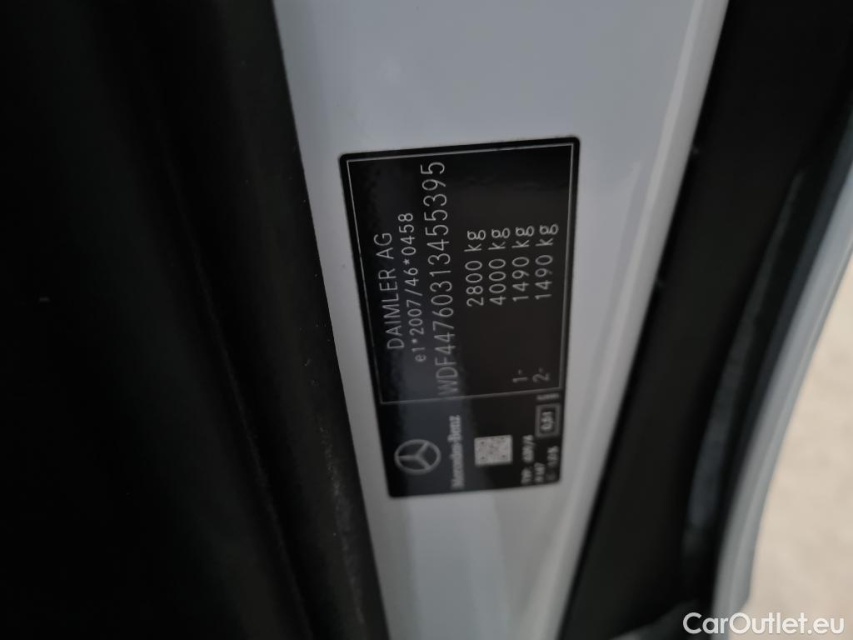 DAIMLER AG
e1*2007/46*0458
WDF44760313455395
2800 kg
4000 kg
1- 1490 kg
2- 1490 kg
Mercedes-Benz
CarOutlet.eu